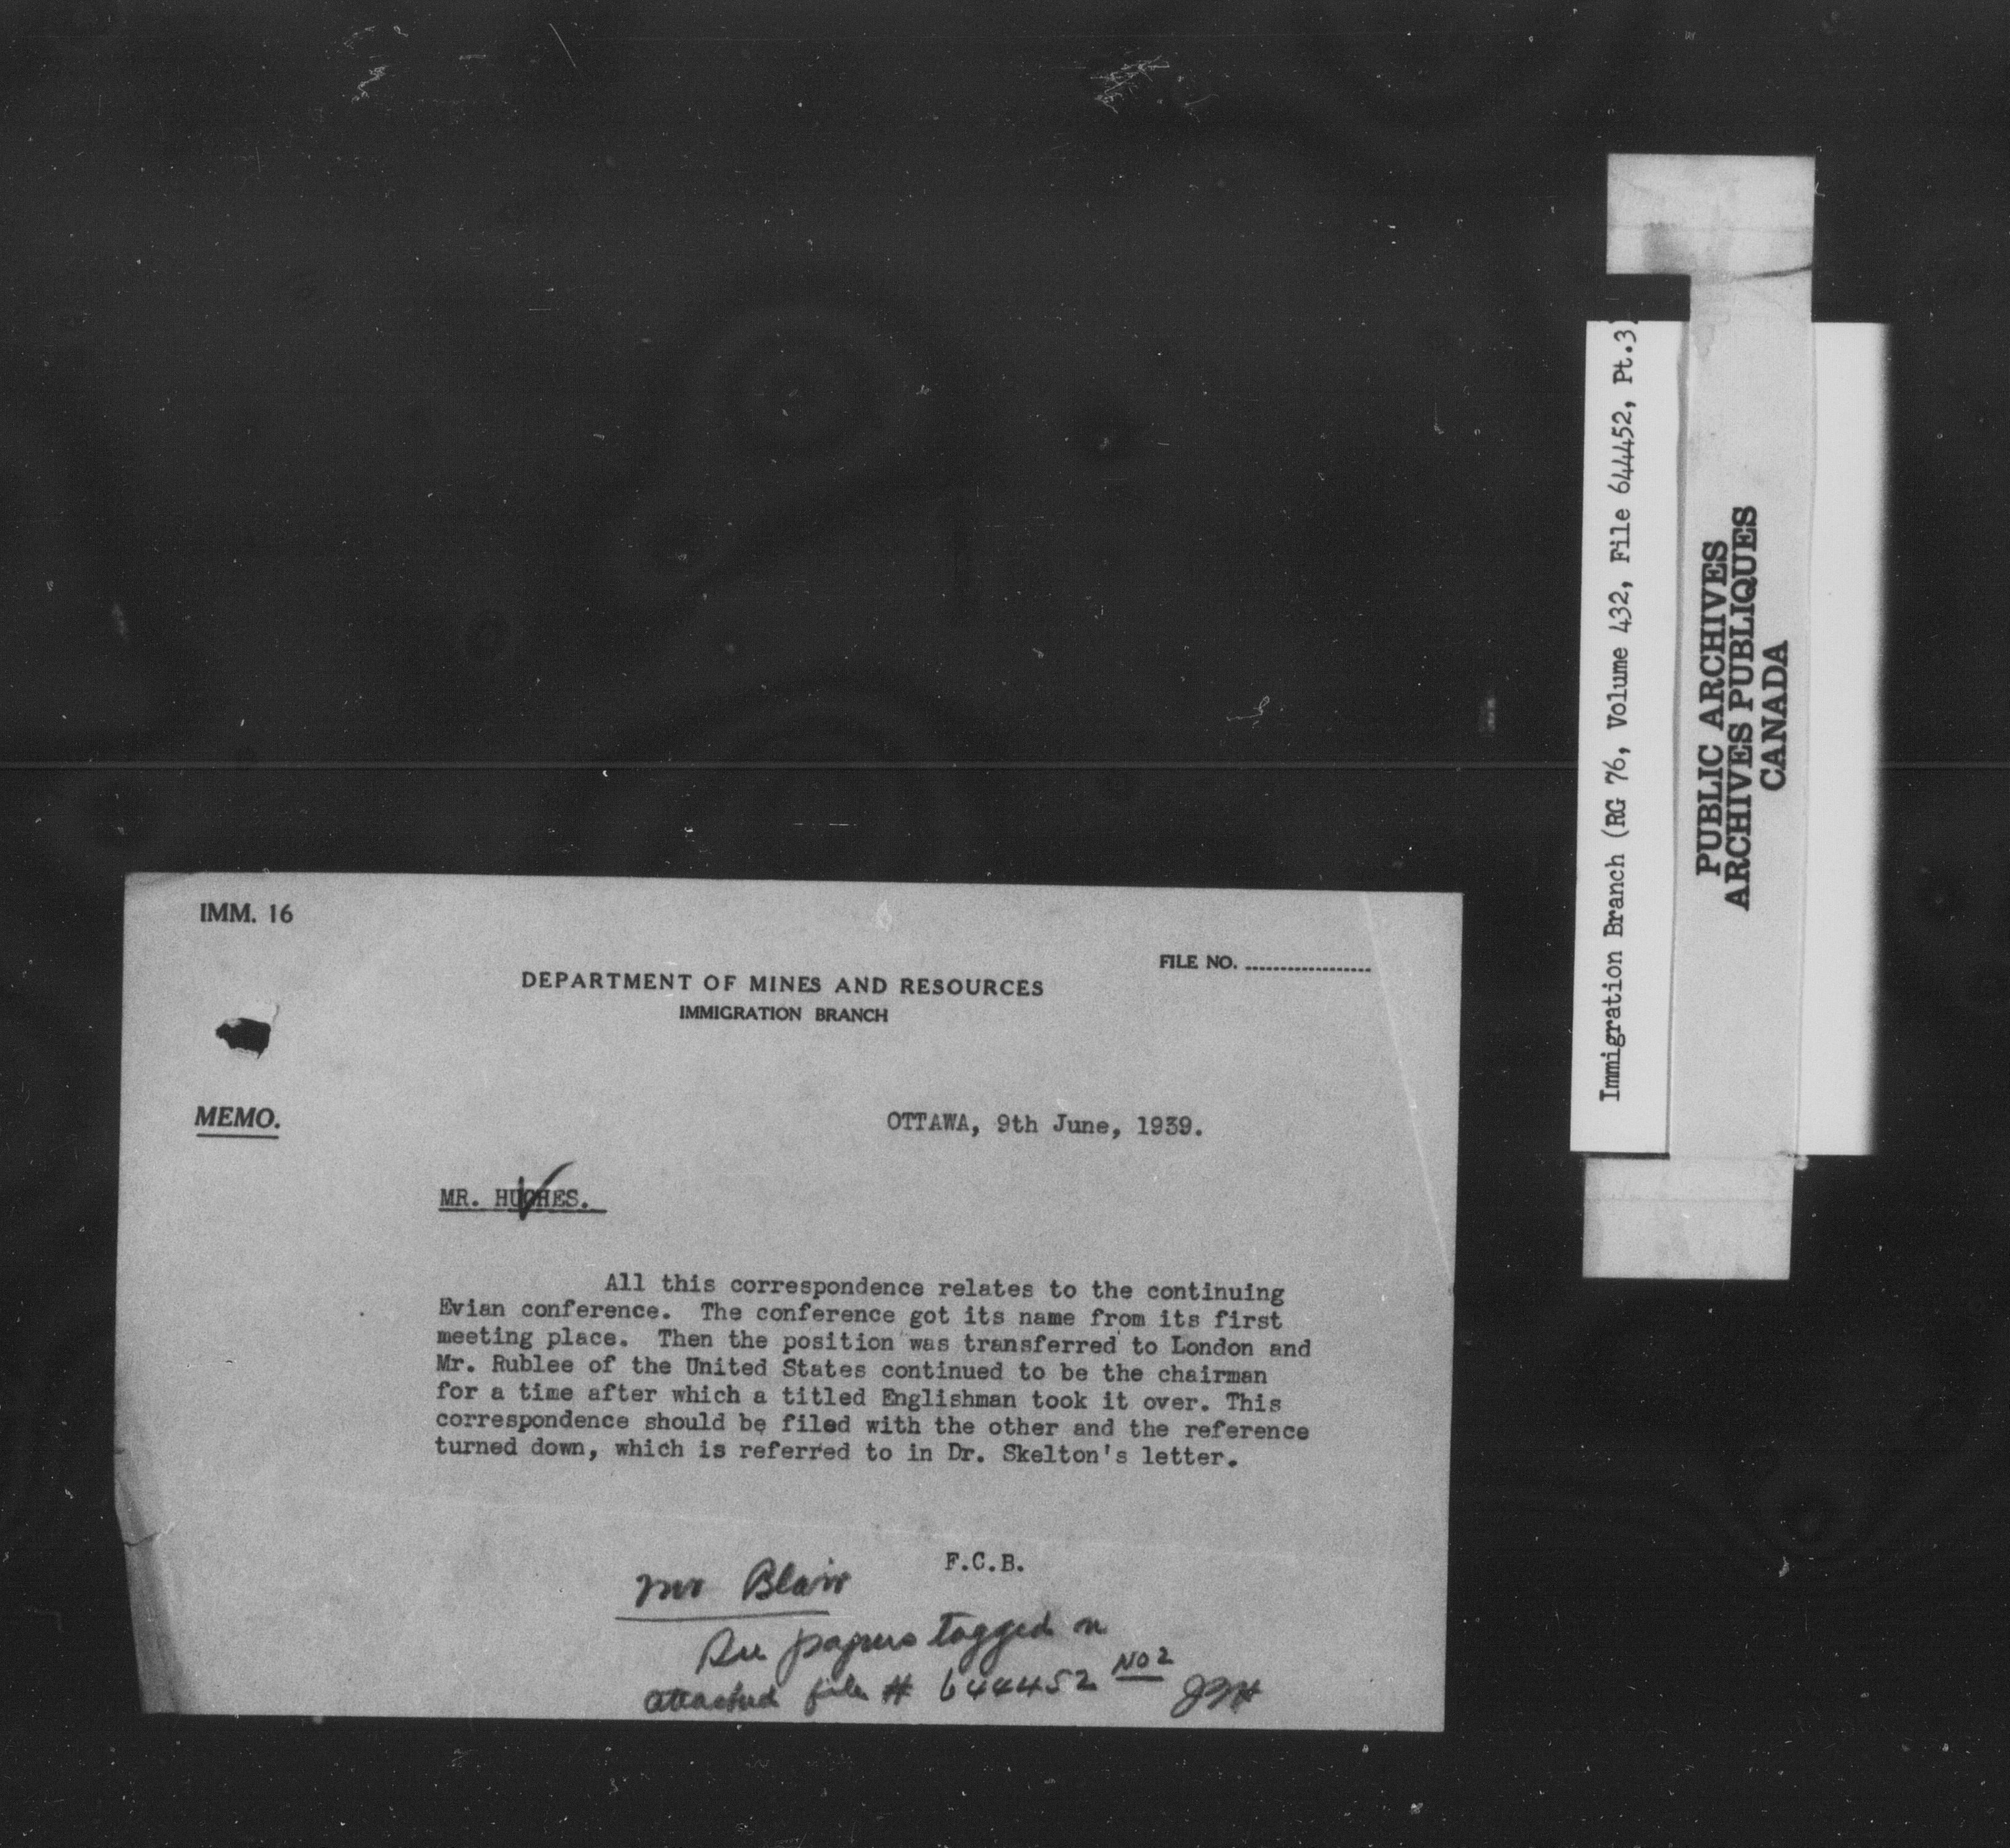 IMM. 16
FILE NO. ...................
DEPARTMENT OF MINES AND RESOURCES
IMMIGRATION BRANCH
MEMO.
OTTAWA, 9th June, 1939.
MR. HUGHES.
All this correspondence relates to the continuing
Evian conference. The conference got its name from its first
meeting place. Then the position was transferred to London and
Mr. Rublee of the United States continued to be the chairman
for a time after which a titled Englishman took it over. This
correspondence should be filed with the other and the reference
turned down, which is referred to in Dr. Skelton's letter.
F.C.B.
Mr Blair
See papers tagged on
attached file # 644452 NO 2
Immigration Branch (RG 76, Volume 432, File 644452, Pt.3)
PUBLIC ARCHIVES
ARCHIVES PUBLIQUES
CANADA